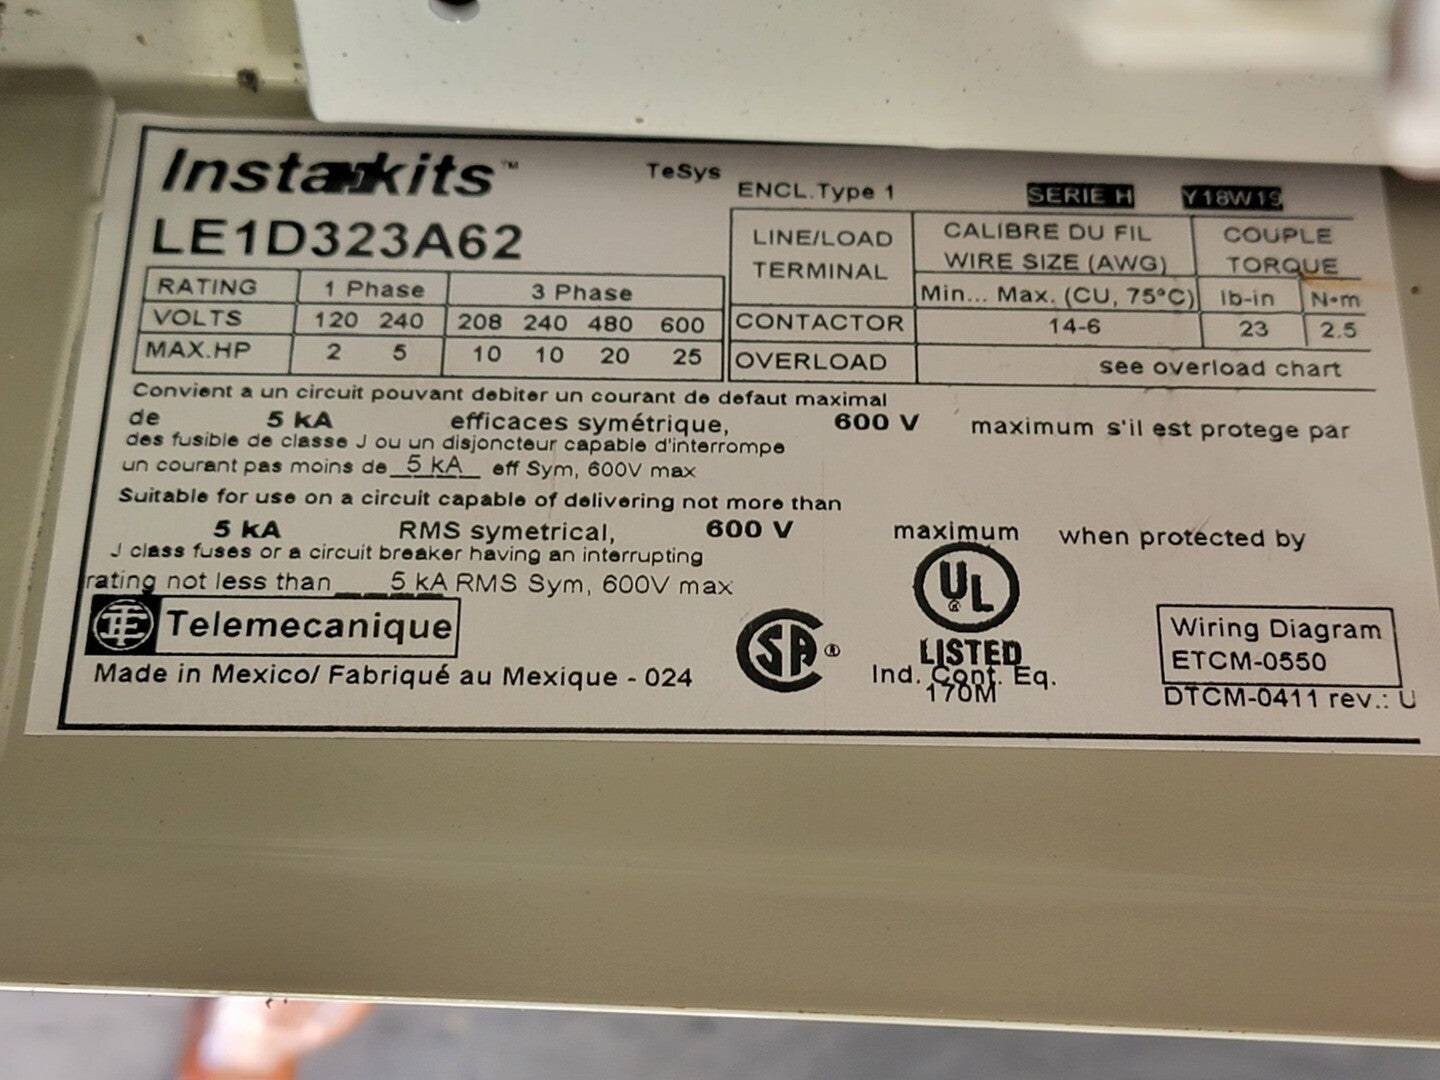 Instakits™ TeSys ENCL.Type 1 SERIE H Y18W19
LE1D323A62
RATING 1 Phase 3 Phase
VOLTS 120 240 208 240 480 600
MAX.HP 2 5 10 10 20 25
LINE/LOAD TERMINAL CALIBRE DU FIL COUPLE
WIRE SIZE (AWG) TORQUE
Min... Max. (CU, 75°C) lb-in N•m
CONTACTOR 14-6 23 2.5
OVERLOAD see overload chart
Convient a un circuit pouvant debiter un courant de defaut maximal
de 5 kA efficaces symétrique, 600 V maximum s'il est protege par
des fusible de classe J ou un disjoncteur capable d'interrompe
un courant pas moins de 5 kA eff Sym, 600V max
Suitable for use on a circuit capable of delivering not more than
5 kA RMS symetrical, 600 V maximum when protected by
J class fuses or a circuit breaker having an interrupting
rating not less than 5 kA RMS Sym, 600V max
TE Telemecanique
Made in Mexico/ Fabriqué au Mexique - 024
SA ®
UL ®
LISTED
Ind. Cont. Eq.
170M
Wiring Diagram
ETCM-0550
DTCM-0411 rev.: U